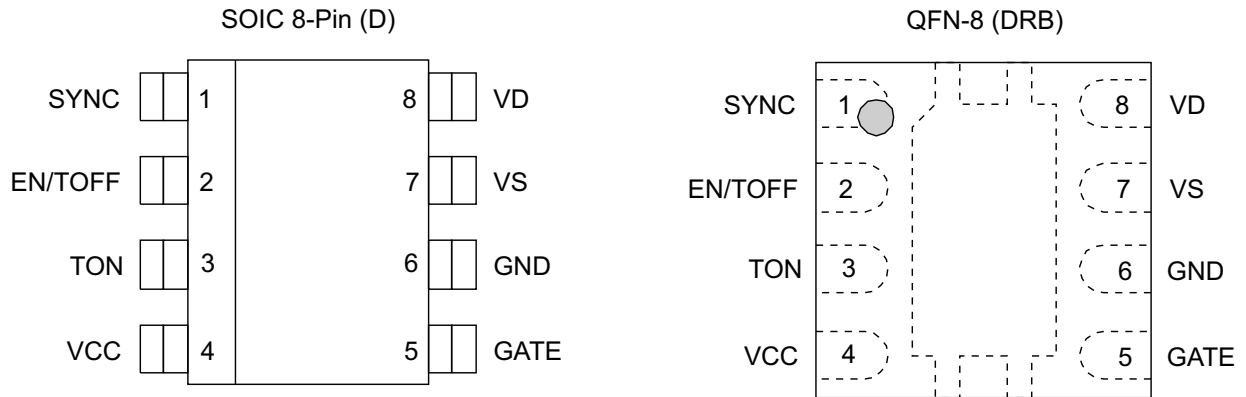 SOIC 8-Pin (D)
SYNC 1 8 VD
EN/TOFF 2 7 VS
TON 3 6 GND
VCC 4 5 GATE
QFN-8 (DRB)
SYNC 1 8 VD
EN/TOFF 2 7 VS
TON 3 6 GND
VCC 4 5 GATE